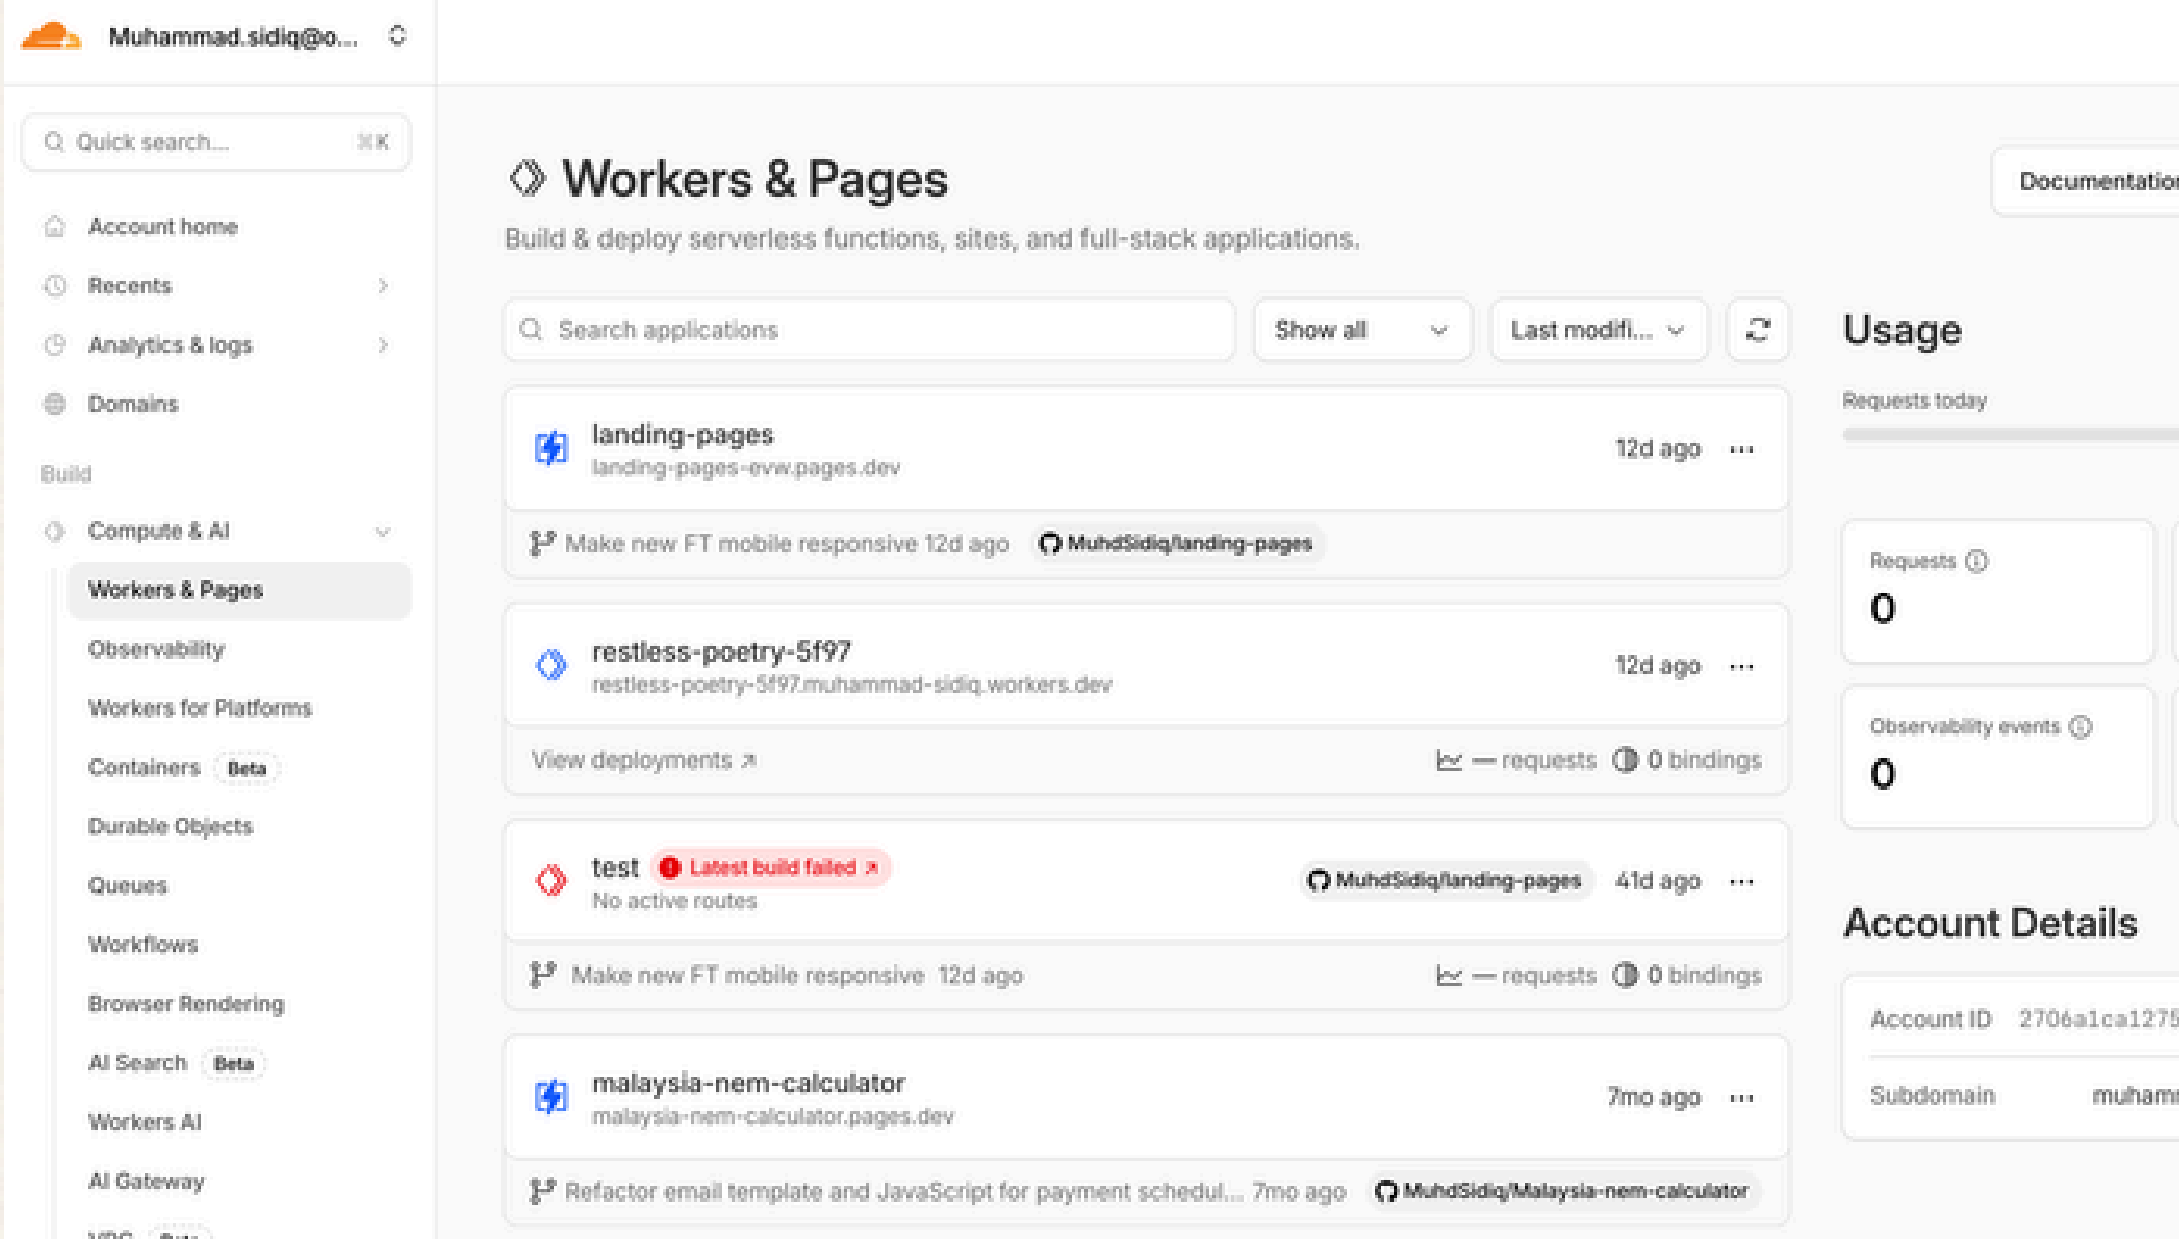 Muhammad.sidiq@o...
Quick search... ⌘K
Account home
Recents
Analytics & logs
Domains
Build
Compute & AI
Workers & Pages
Observability
Workers for Platforms
Containers Beta
Durable Objects
Queues
Workflows
Browser Rendering
AI Search Beta
Workers AI
AI Gateway
VPC Beta
Workers & Pages
Build & deploy serverless functions, sites, and full-stack applications.
Documentation
Search applications Show all Last modifi...
landing-pages
landing-pages-evw.pages.dev
12d ago ...
Make new FT mobile responsive 12d ago MuhdSidiq/landing-pages
restless-poetry-5f97
restless-poetry-5f97.muhammad-sidiq.workers.dev
12d ago ...
View deployments ↗ — requests 0 bindings
test Latest build failed ↗
No active routes
MuhdSidiq/landing-pages 41d ago ...
Make new FT mobile responsive 12d ago — requests 0 bindings
malaysia-nem-calculator
malaysia-nem-calculator.pages.dev
7mo ago ...
Refactor email template and JavaScript for payment schedul... 7mo ago MuhdSidiq/Malaysia-nem-calculator
Usage
Requests today
Requests
0
Observability events
0
Account Details
Account ID 2706a1ca1275
Subdomain muhamm